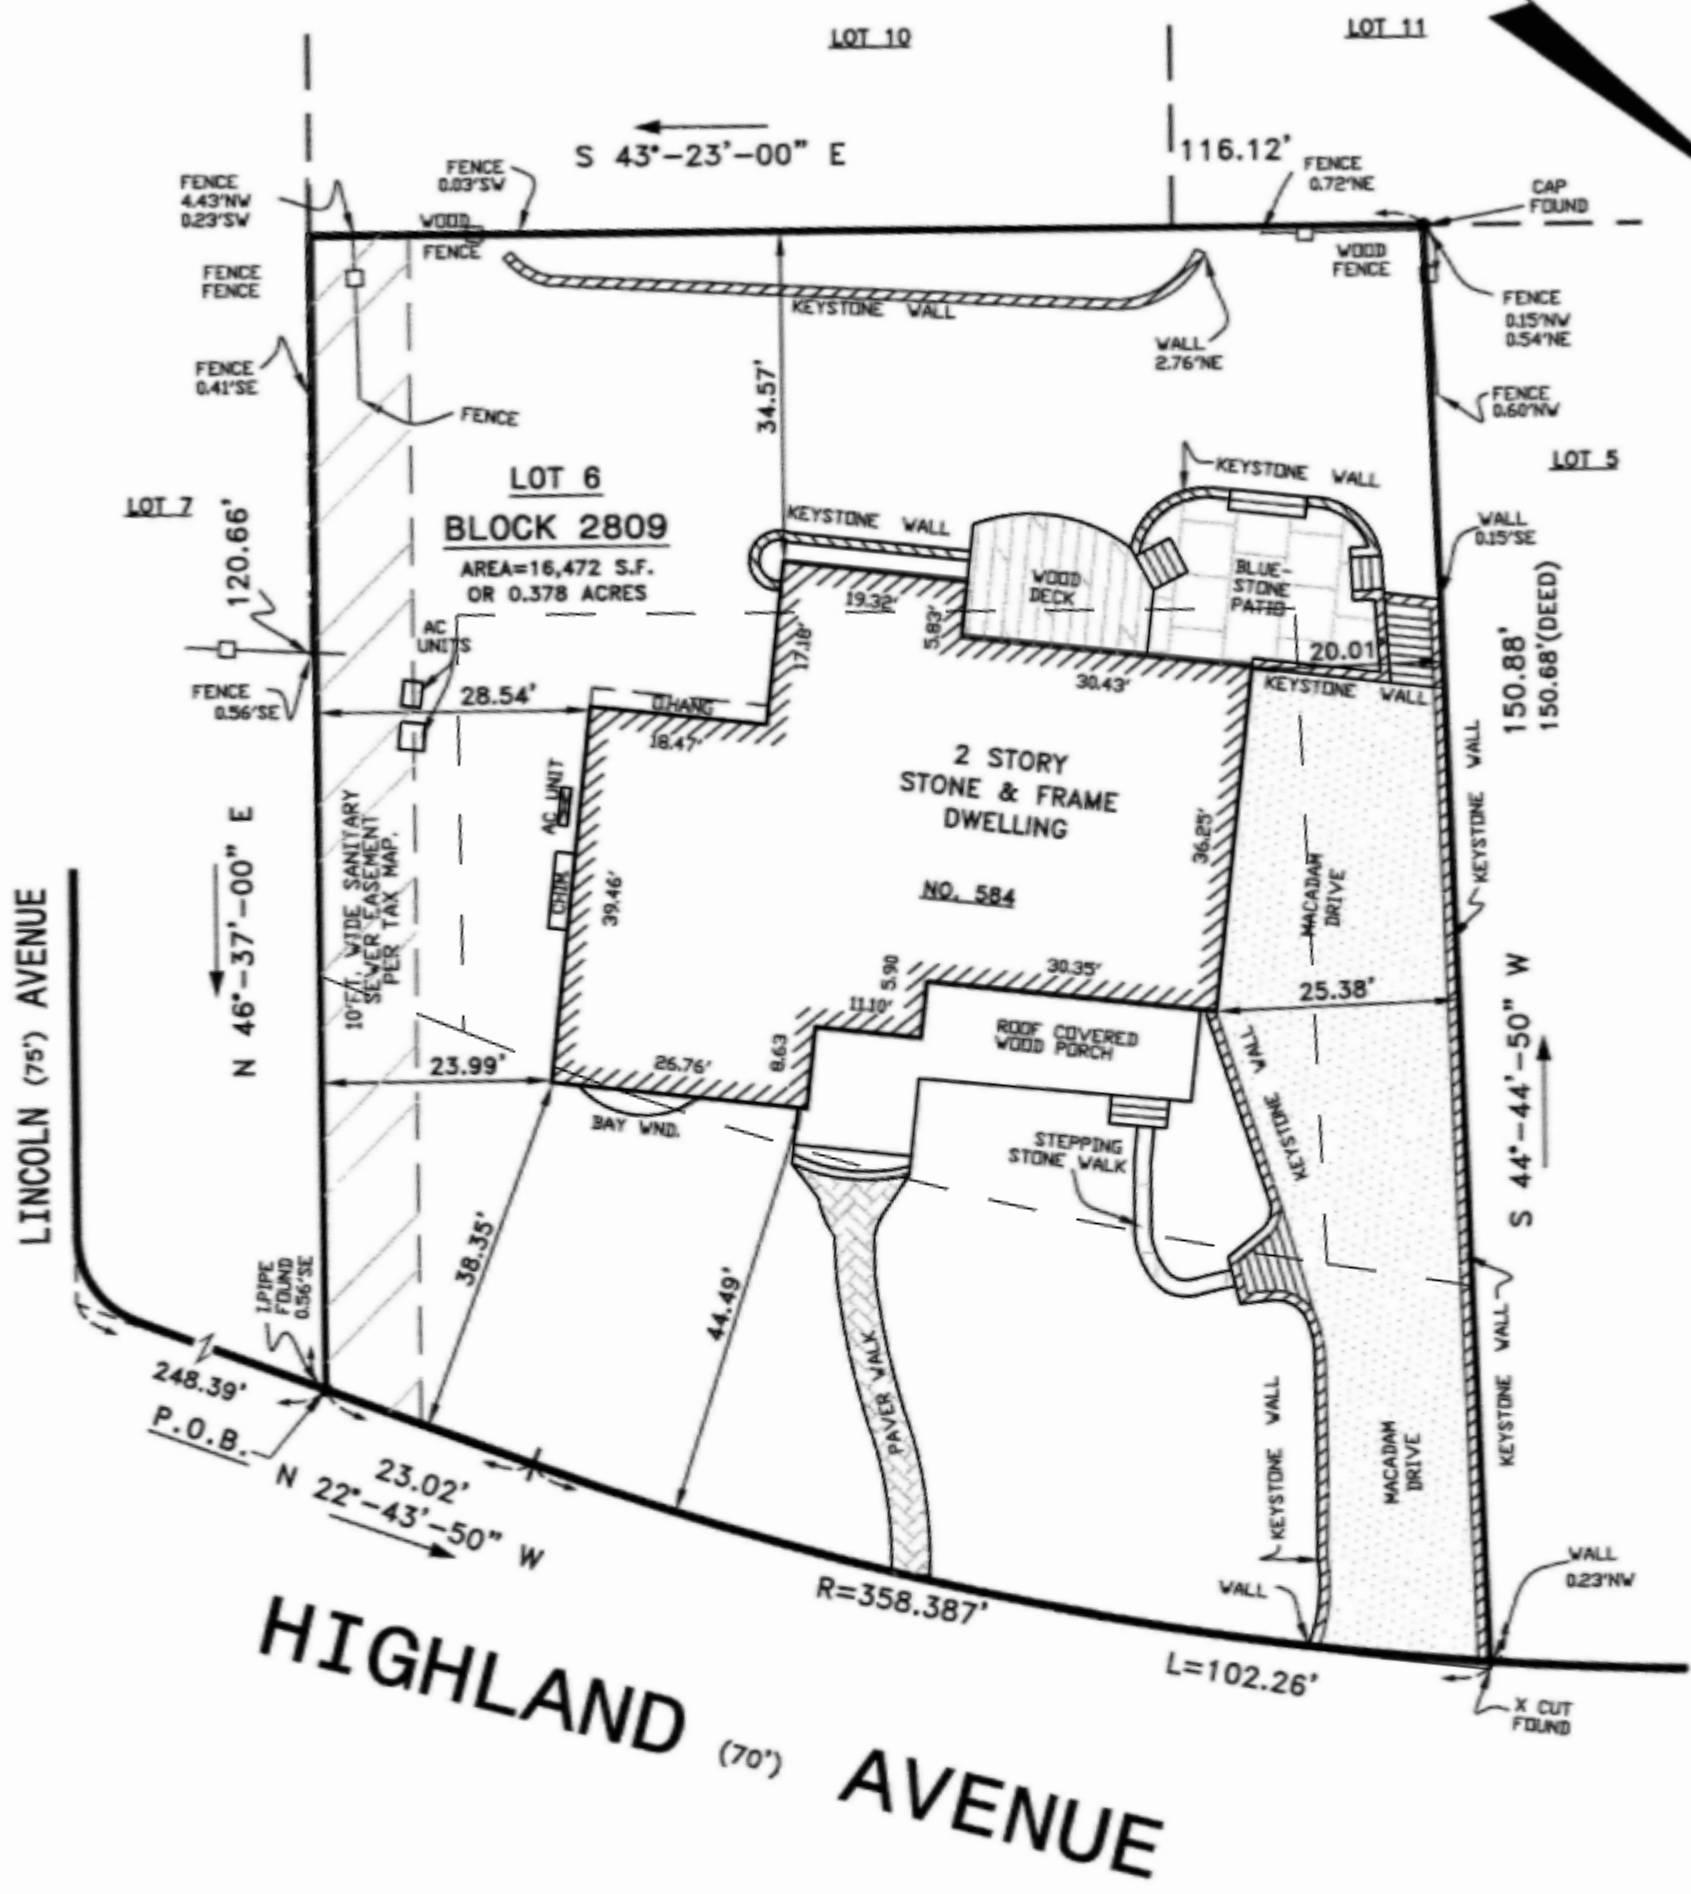 LOT 10
LOT 11
S 43°-23'-00" E
116.12'
FENCE
4.43'NW
0.23'SW
FENCE
0.03'SW
WOOD
FENCE
FENCE
0.72'NE
CAP
FOUND
WOOD
FENCE
FENCE
FENCE
KEYSTONE WALL
WALL
2.76'NE
FENCE
0.15'NW
0.54'NE
FENCE
0.41'SE
FENCE
34.57'
FENCE
0.60'NW
LOT 5
LOT 7
LOT 6
BLOCK 2809
AREA=16,472 S.F.
OR 0.378 ACRES
120.66'
KEYSTONE WALL
KEYSTONE WALL
WALL
0.15'SE
WOOD
DECK
BLUE-
STONE
PATIO
19.32'
5.83'
17.18'
AC
UNITS
20.01'
30.43'
KEYSTONE WALL
150.88'
150.68'(DEED)
FENCE
0.56'SE
28.54'
O.HANG
18.47'
2 STORY
STONE & FRAME
DWELLING
NO. 584
AC UNIT
CHIM.
39.46'
36.25'
MACADAM
DRIVE
KEYSTONE WALL
10'FT. WIDE SANITARY
SEWER EASEMENT
PER TAX MAP.
N 46°-37'-00" E
LINCOLN (75') AVENUE
5.90
30.35'
11.10'
25.38'
S 44°-44'-50" W
ROOF COVERED
WOOD PORCH
WALL
KEYSTONE
23.99'
26.76'
8.63
BAY WND.
STEPPING
STONE WALK
38.35'
44.49'
PAVER WALK
I.PIPE
FOUND
0.56'SE
KEYSTONE WALL
KEYSTONE WALL
MACADAM
DRIVE
248.39'
P.O.B.
23.02'
N 22°-43'-50" W
WALL
WALL
0.23'NW
R=358.387'
L=102.26'
X CUT
FOUND
HIGHLAND (70') AVENUE